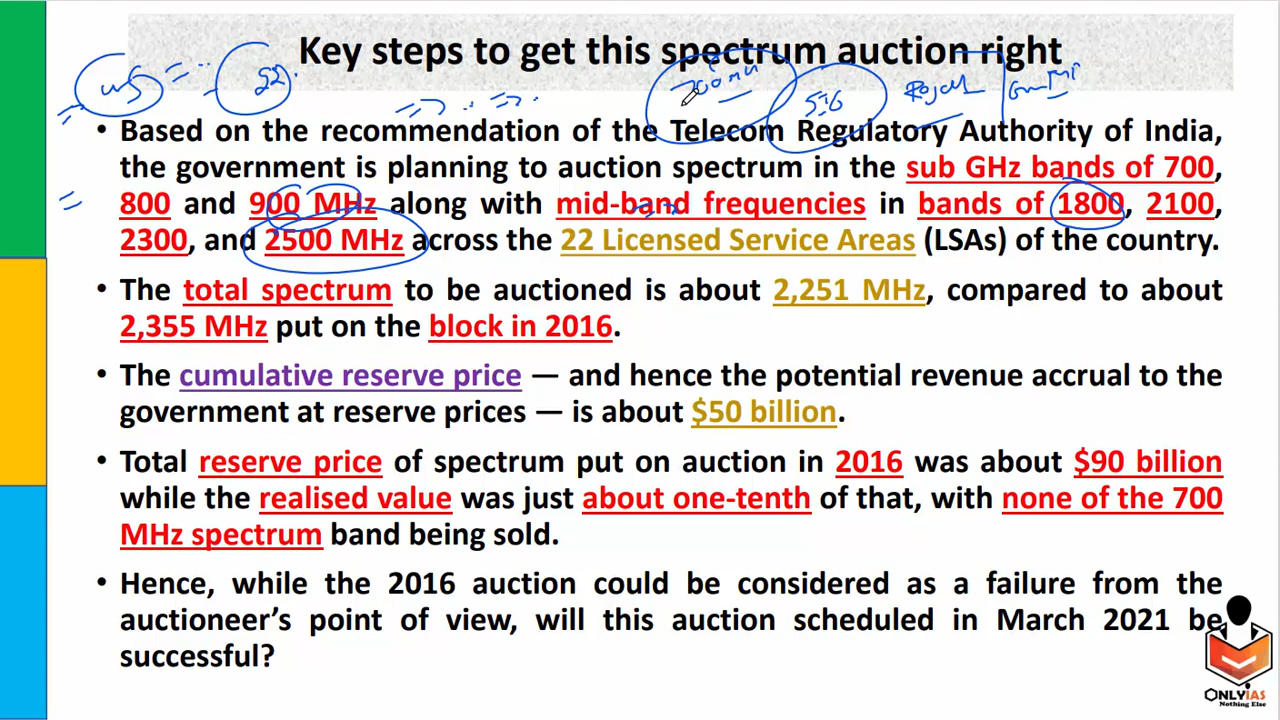 Key steps to get this spectrum auction right
• Based on the recommendation of the Telecom Regulatory Authority of India,
the government is planning to auction spectrum in the sub GHz bands of 700,
800 and 900 MHz along with mid-band frequencies in bands of 1800, 2100,
2300, and 2500 MHz across the 22 Licensed Service Areas (LSAs) of the country.
• The total spectrum to be auctioned is about 2,251 MHz, compared to about
2,355 MHz put on the block in 2016.
• The cumulative reserve price — and hence the potential revenue accrual to the
government at reserve prices — is about $50 billion.
• Total reserve price of spectrum put on auction in 2016 was about $90 billion
while the realised value was just about one-tenth of that, with none of the 700
MHz spectrum band being sold.
• Hence, while the 2016 auction could be considered as a failure from the
auctioneer's point of view, will this auction scheduled in March 2021 be
successful?
ONLYIAS
Nothing Else